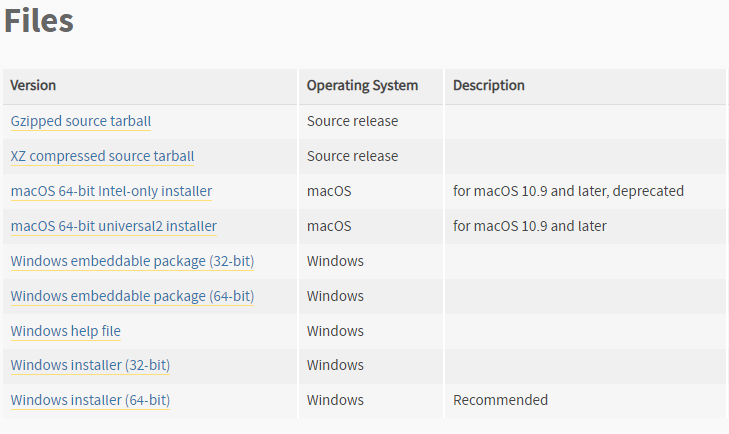 Files
Version Operating System Description
Gzipped source tarball Source release
XZ compressed source tarball Source release
macOS 64-bit Intel-only installer macOS for macOS 10.9 and later, deprecated
macOS 64-bit universal2 installer macOS for macOS 10.9 and later
Windows embeddable package (32-bit) Windows
Windows embeddable package (64-bit) Windows
Windows help file Windows
Windows installer (32-bit) Windows
Windows installer (64-bit) Windows Recommended